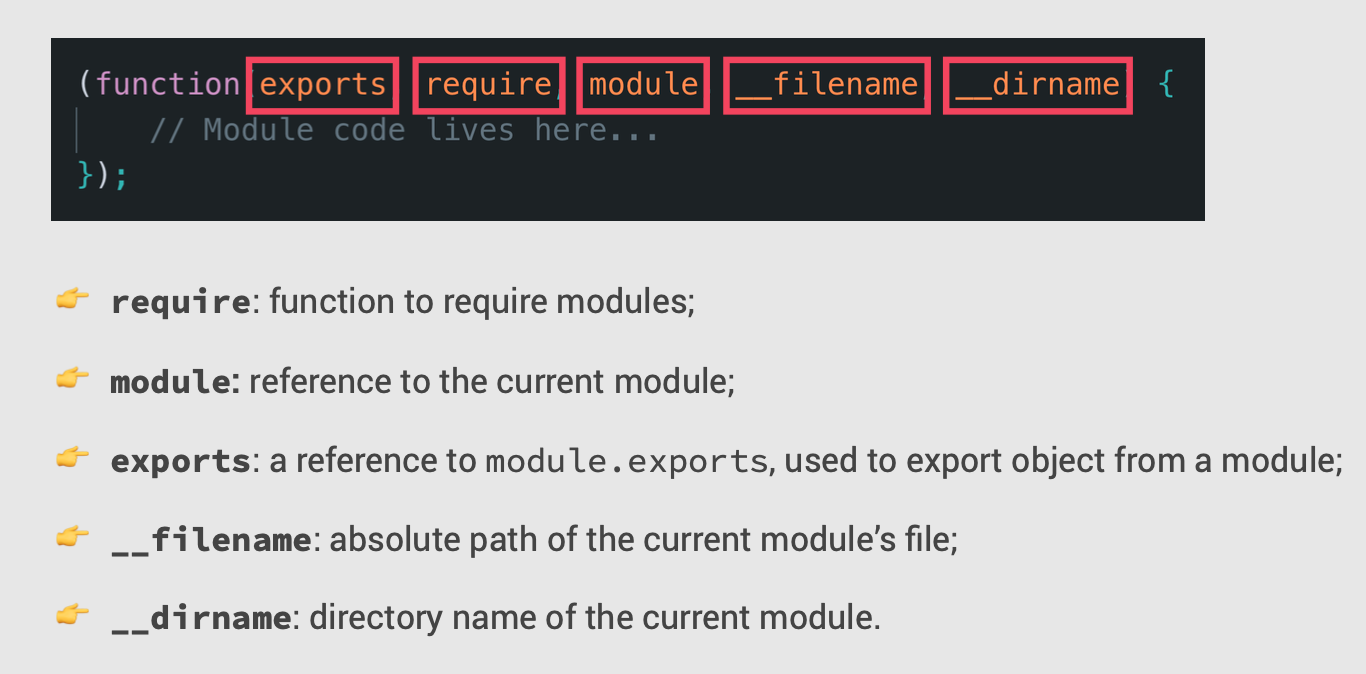 (function(exports, require, module, __filename, __dirname) {
// Module code lives here...
});
👉 require: function to require modules;
👉 module: reference to the current module;
👉 exports: a reference to module.exports, used to export object from a module;
👉 __filename: absolute path of the current module’s file;
👉 __dirname: directory name of the current module.